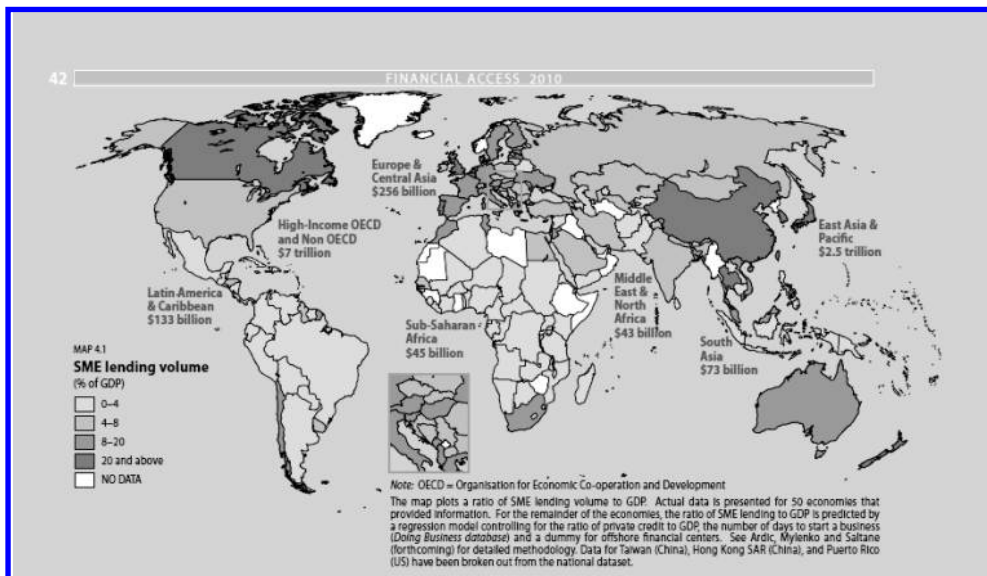 42
FINANCIAL ACCESS 2010
Europe &
Central Asia
$256 billion
High-Income OECD
and Non OECD
$7 trillion
East Asia &
Pacific
$2.5 trillion
Latin America
& Caribbean
$133 billion
Middle
East &
North
Africa
$43 billion
Sub-Saharan
Africa
$45 billion
South
Asia
$73 billion
MAP 4.1
SME lending volume
(% of GDP)
0–4
4–8
8–20
20 and above
NO DATA
Note: OECD = Organisation for Economic Co-operation and Development
The map plots a ratio of SME lending volume to GDP. Actual data is presented for 50 economies that
provided information. For the remainder of the economies, the ratio of SME lending to GDP is predicted by
a regression model controlling for the ratio of private credit to GDP, the number of days to start a business
(Doing Business database) and a dummy for offshore financial centers. See Ardic, Mylenko and Saltane
(forthcoming) for detailed methodology. Data for Taiwan (China), Hong Kong SAR (China), and Puerto Rico
(US) have been broken out from the national dataset.